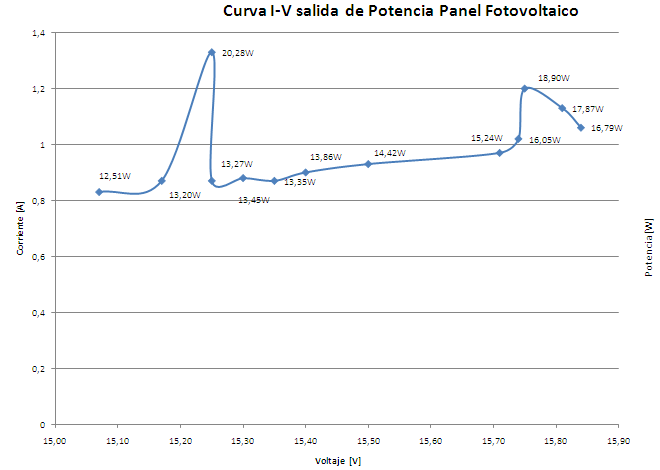 Curva I-V salida de Potencia Panel Fotovoltaico
1,4
1,2
1
0,8
0,6
0,4
0,2
0
Corriente [A]
20,28W
18,90W
17,87W
16,79W
15,24W
16,05W
14,42W
13,86W
13,27W
13,35W
12,51W
13,20W
13,45W
Potencia[W]
15,00 15,10 15,20 15,30 15,40 15,50 15,60 15,70 15,80 15,90
Voltaje [V]